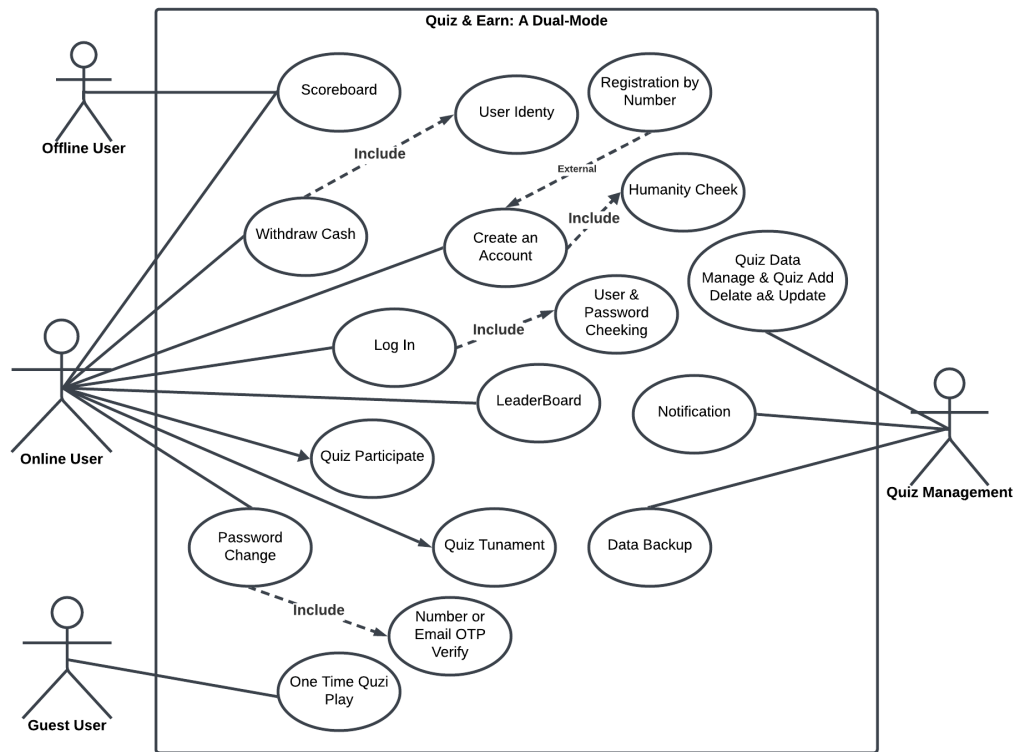 Quiz & Earn: A Dual-Mode
Scoreboard
Registration by
Number
User Identy
Offline User
Include
External
Humanity Cheek
Include
Withdraw Cash
Create an
Account
Quiz Data
Manage & Quiz Add
Delate a& Update
User &
Password
Cheeking
Include
Log In
LeaderBoard
Notification
Online User
Quiz Participate
Quiz Management
Password
Change
Quiz Tunament
Data Backup
Include
Number or
Email OTP
Verify
One Time Quzi
Play
Guest User